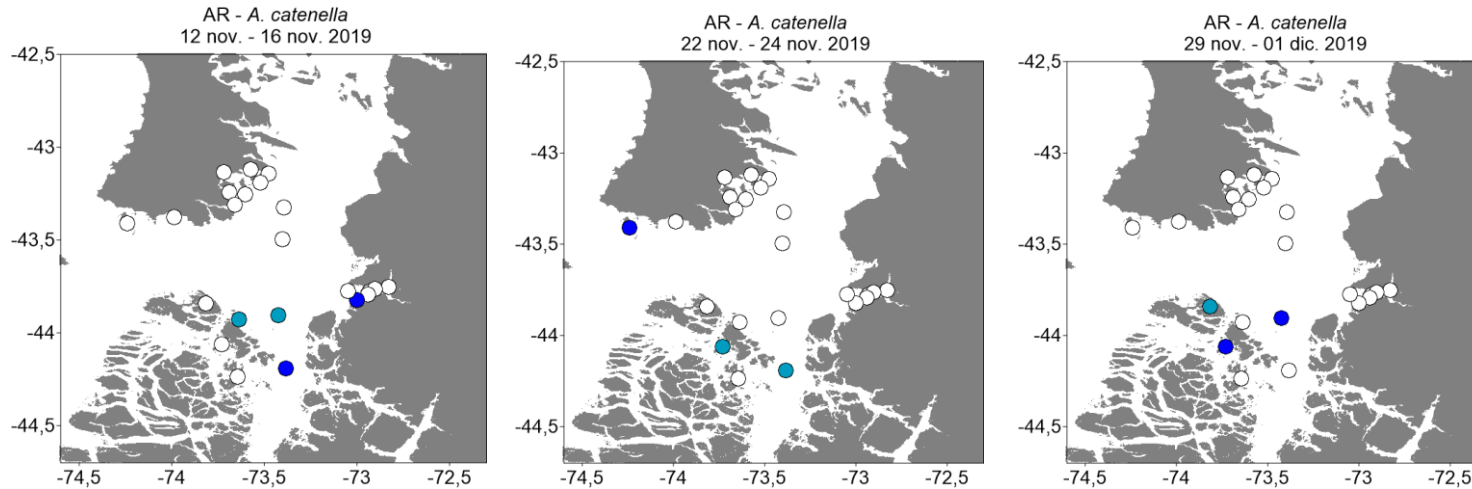 AR - A. catenella
12 nov. - 16 nov. 2019
-42,5
-43
-43,5
-44
-44,5
-74,5 -74 -73,5 -73 -72,5
AR - A. catenella
22 nov. - 24 nov. 2019
-42,5
-43
-43,5
-44
-44,5
-74,5 -74 -73,5 -73 -72,5
AR - A. catenella
29 nov. - 01 dic. 2019
-42,5
-43
-43,5
-44
-44,5
-74,5 -74 -73,5 -73 -72,5